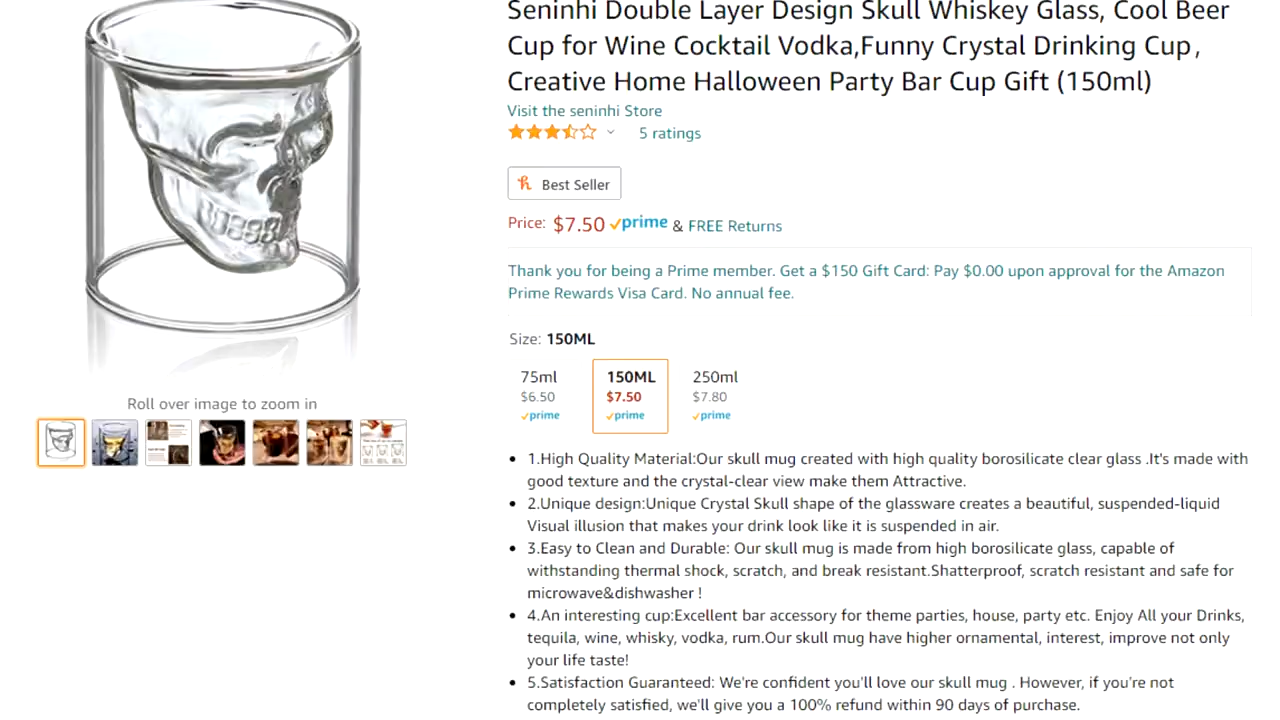 Seninhi Double Layer Design Skull Whiskey Glass, Cool Beer
Cup for Wine Cocktail Vodka,Funny Crystal Drinking Cup,
Creative Home Halloween Party Bar Cup Gift (150ml)
Visit the seninhi Store
5 ratings
Best Seller
Price: $7.50 prime & FREE Returns
Thank you for being a Prime member. Get a $150 Gift Card: Pay $0.00 upon approval for the Amazon
Prime Rewards Visa Card. No annual fee.
Size: 150ML
75ml 150ML 250ml
$6.50 $7.50 $7.80
prime prime prime
Roll over image to zoom in
• 1.High Quality Material:Our skull mug created with high quality borosilicate clear glass .It's made with
good texture and the crystal-clear view make them Attractive.
• 2.Unique design:Unique Crystal Skull shape of the glassware creates a beautiful, suspended-liquid
Visual illusion that makes your drink look like it is suspended in air.
• 3.Easy to Clean and Durable: Our skull mug is made from high borosilicate glass, capable of
withstanding thermal shock, scratch, and break resistant.Shatterproof, scratch resistant and safe for
microwave&dishwasher !
• 4.An interesting cup:Excellent bar accessory for theme parties, house, party etc. Enjoy All your Drinks,
tequila, wine, whisky, vodka, rum.Our skull mug have higher ornamental, interest, improve not only
your life taste!
• 5.Satisfaction Guaranteed: We're confident you'll love our skull mug . However, if you're not
completely satisfied, we'll give you a 100% refund within 90 days of purchase.